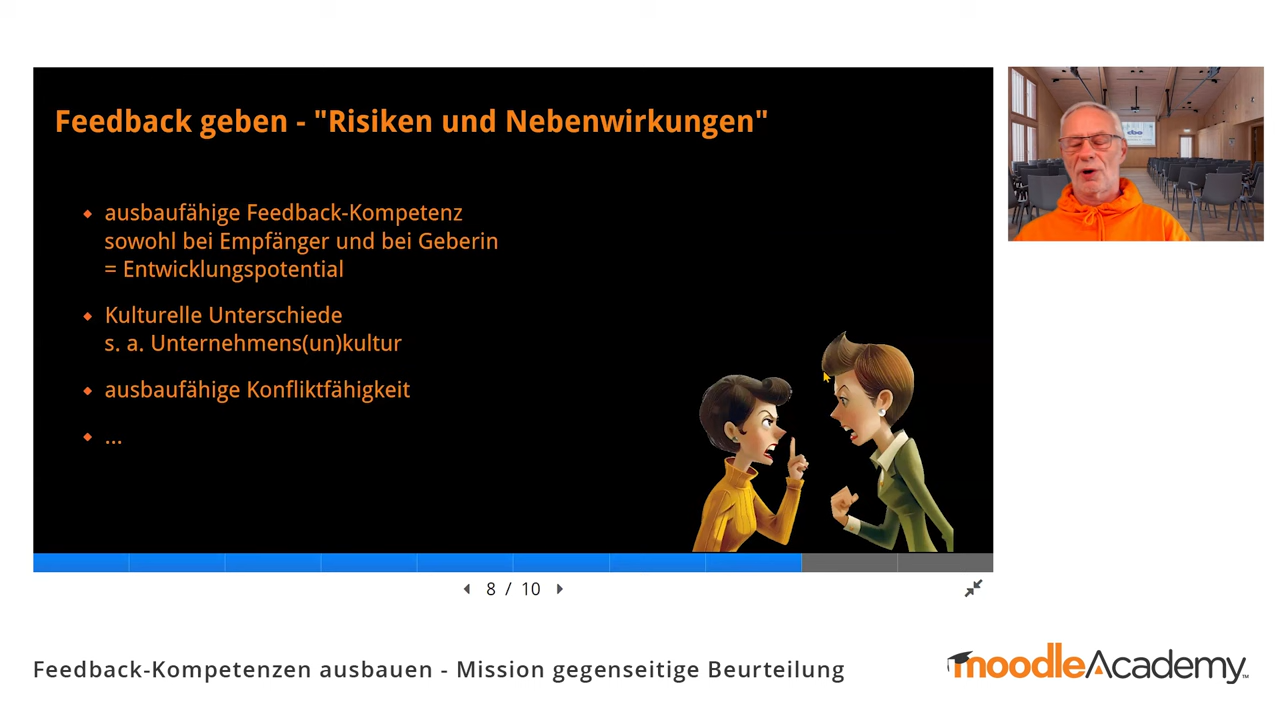 Feedback geben - "Risiken und Nebenwirkungen"
ausbaufähige Feedback-Kompetenz
sowohl bei Empfänger und bei Geberin
= Entwicklungspotential
Kulturelle Unterschiede
s. a. Unternehmens(un)kultur
ausbaufähige Konfliktfähigkeit
...
8 / 10
Feedback-Kompetenzen ausbauen - Mission gegenseitige Beurteilung
moodleAcademy™